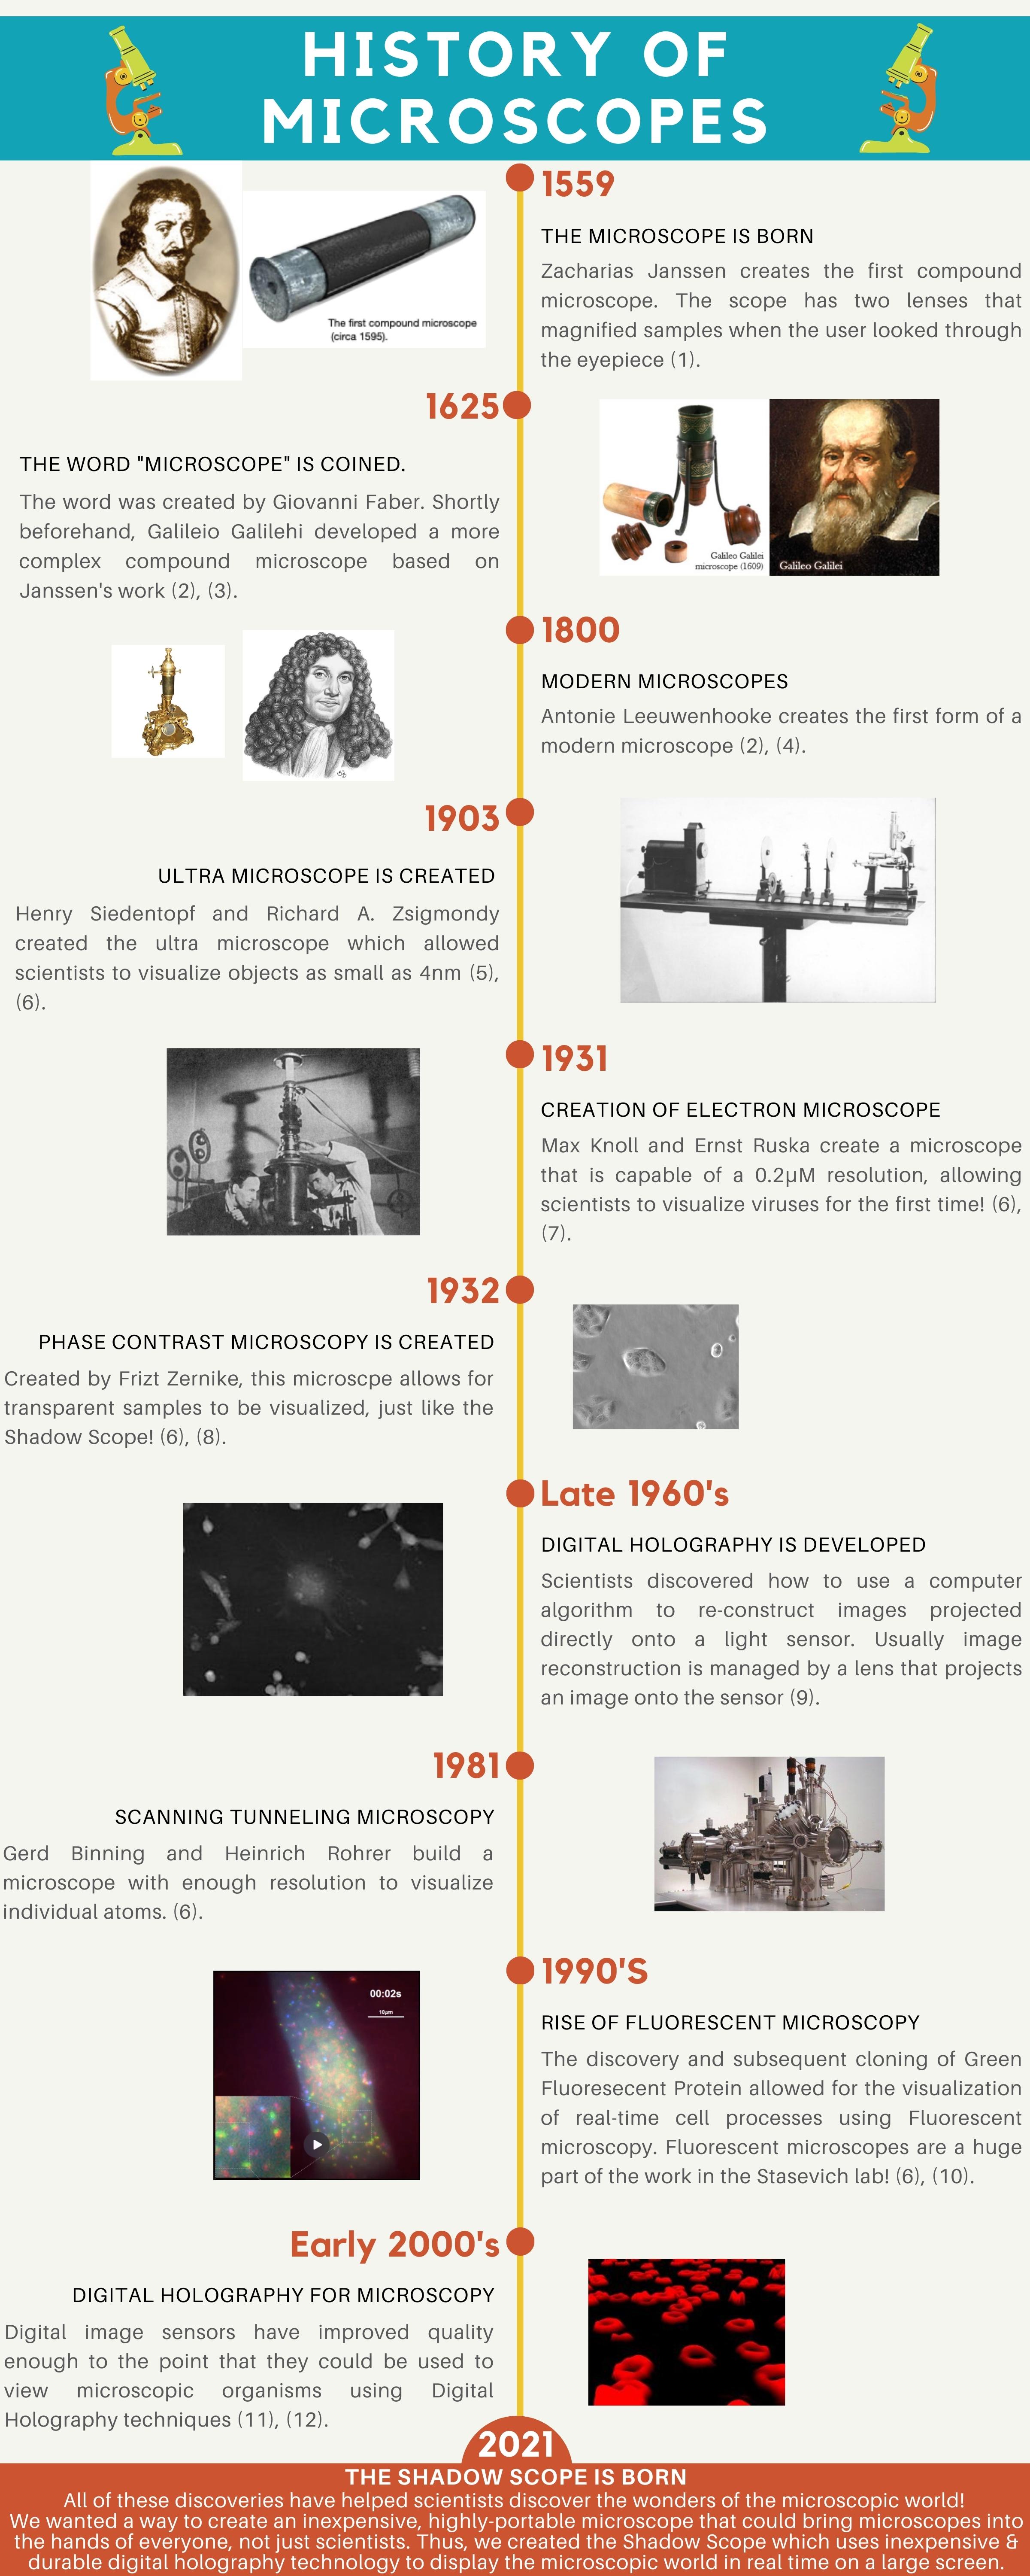 HISTORY OF
MICROSCOPES
1559
THE MICROSCOPE IS BORN
Zacharias Janssen creates the first compound
microscope. The scope has two lenses that
magnified samples when the user looked through
the eyepiece (1).
The first compound microscope
(circa 1595).
1625
THE WORD "MICROSCOPE" IS COINED.
The word was created by Giovanni Faber. Shortly
beforehand, Galileio Galilehi developed a more
complex compound microscope based on
Janssen's work (2), (3).
Galileo Galilei
microscope (1609)
Galileo Galilei
1800
MODERN MICROSCOPES
Antonie Leeuwenhooke creates the first form of a
modern microscope (2), (4).
1903
ULTRA MICROSCOPE IS CREATED
Henry Siedentopf and Richard A. Zsigmondy
created the ultra microscope which allowed
scientists to visualize objects as small as 4nm (5),
(6).
1931
CREATION OF ELECTRON MICROSCOPE
Max Knoll and Ernst Ruska create a microscope
that is capable of a 0.2µM resolution, allowing
scientists to visualize viruses for the first time! (6),
(7).
1932
PHASE CONTRAST MICROSCOPY IS CREATED
Created by Frizt Zernike, this microscpe allows for
transparent samples to be visualized, just like the
Shadow Scope! (6), (8).
Late 1960's
DIGITAL HOLOGRAPHY IS DEVELOPED
Scientists discovered how to use a computer
algorithm to re-construct images projected
directly onto a light sensor. Usually image
reconstruction is managed by a lens that projects
an image onto the sensor (9).
1981
SCANNING TUNNELING MICROSCOPY
Gerd Binning and Heinrich Rohrer build a
microscope with enough resolution to visualize
individual atoms. (6).
1990'S
RISE OF FLUORESCENT MICROSCOPY
The discovery and subsequent cloning of Green
Fluoresecent Protein allowed for the visualization
of real-time cell processes using Fluorescent
microscopy. Fluorescent microscopes are a huge
part of the work in the Stasevich lab! (6), (10).
00:02s
10µm
Early 2000's
DIGITAL HOLOGRAPHY FOR MICROSCOPY
Digital image sensors have improved quality
enough to the point that they could be used to
view microscopic organisms using Digital
Holography techniques (11), (12).
2021
THE SHADOW SCOPE IS BORN
All of these discoveries have helped scientists discover the wonders of the microscopic world!
We wanted a way to create an inexpensive, highly-portable microscope that could bring microscopes into
the hands of everyone, not just scientists. Thus, we created the Shadow Scope which uses inexpensive &
durable digital holography technology to display the microscopic world in real time on a large screen.